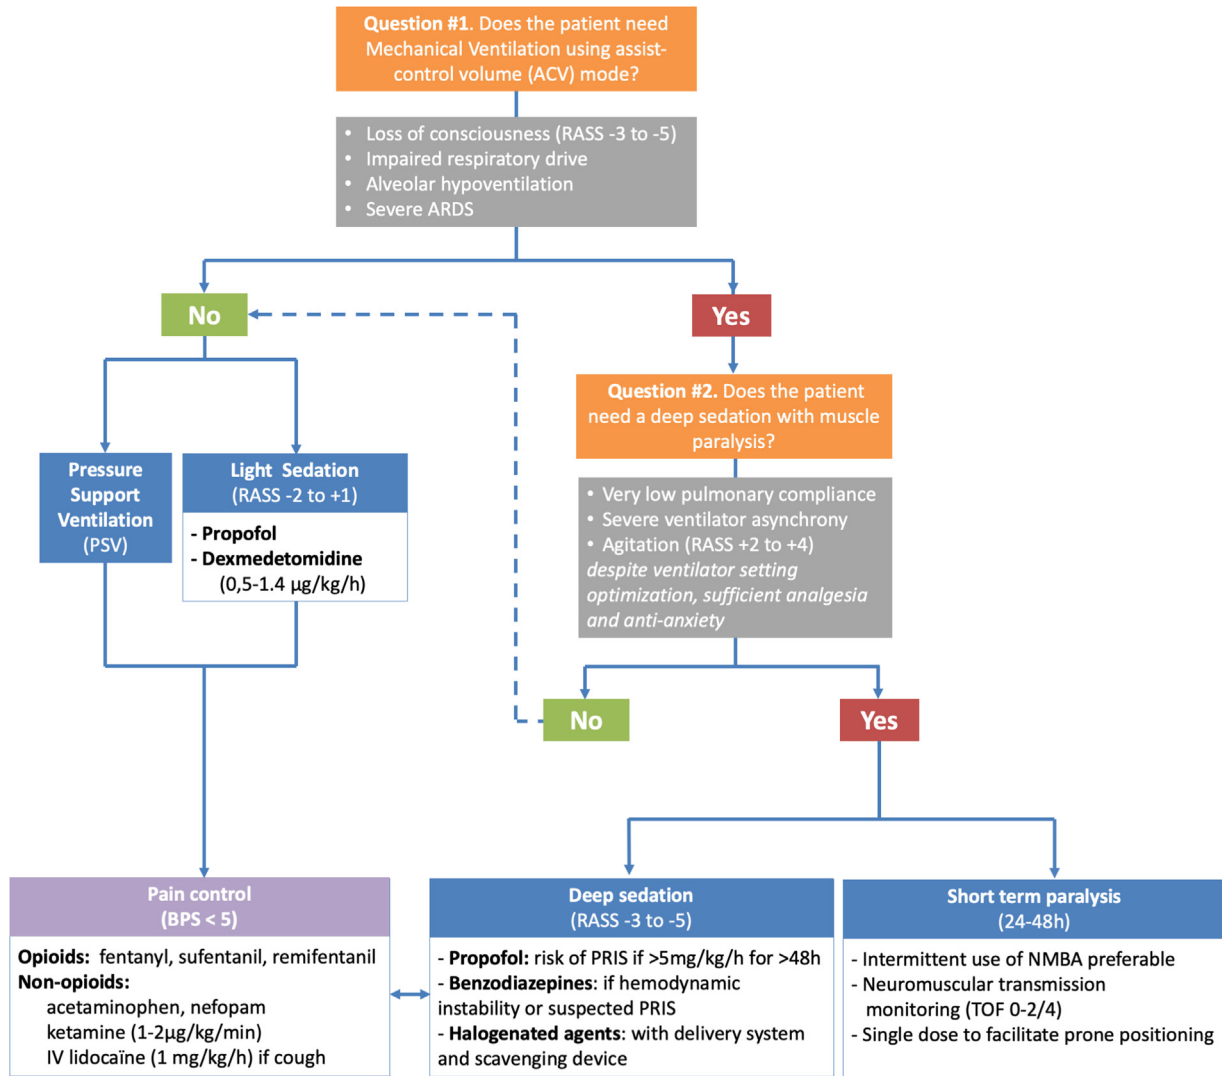 Question #1. Does the patient need
Mechanical Ventilation using assist-
control volume (ACV) mode?
• Loss of consciousness (RASS -3 to -5)
• Impaired respiratory drive
• Alveolar hypoventilation
• Severe ARDS
No
Yes
Question #2. Does the patient
need a deep sedation with muscle
paralysis?
Pressure
Support
Ventilation
(PSV)
Light Sedation
(RASS -2 to +1)
- Propofol
- Dexmedetomidine
(0,5-1.4 µg/kg/h)
• Very low pulmonary compliance
• Severe ventilator asynchrony
• Agitation (RASS +2 to +4)
despite ventilator setting
optimization, sufficient analgesia
and anti-anxiety
No
Yes
Pain control
(BPS < 5)
Opioids: fentanyl, sufentanil, remifentanil
Non-opioids:
acetaminophen, nefopam
ketamine (1-2µg/kg/min)
IV lidocaïne (1 mg/kg/h) if cough
Deep sedation
(RASS -3 to -5)
- Propofol: risk of PRIS if >5mg/kg/h for >48h
- Benzodiazepines: if hemodynamic
instability or suspected PRIS
- Halogenated agents: with delivery system
and scavenging device
Short term paralysis
(24-48h)
- Intermittent use of NMBA preferable
- Neuromuscular transmission
monitoring (TOF 0-2/4)
- Single dose to facilitate prone positioning